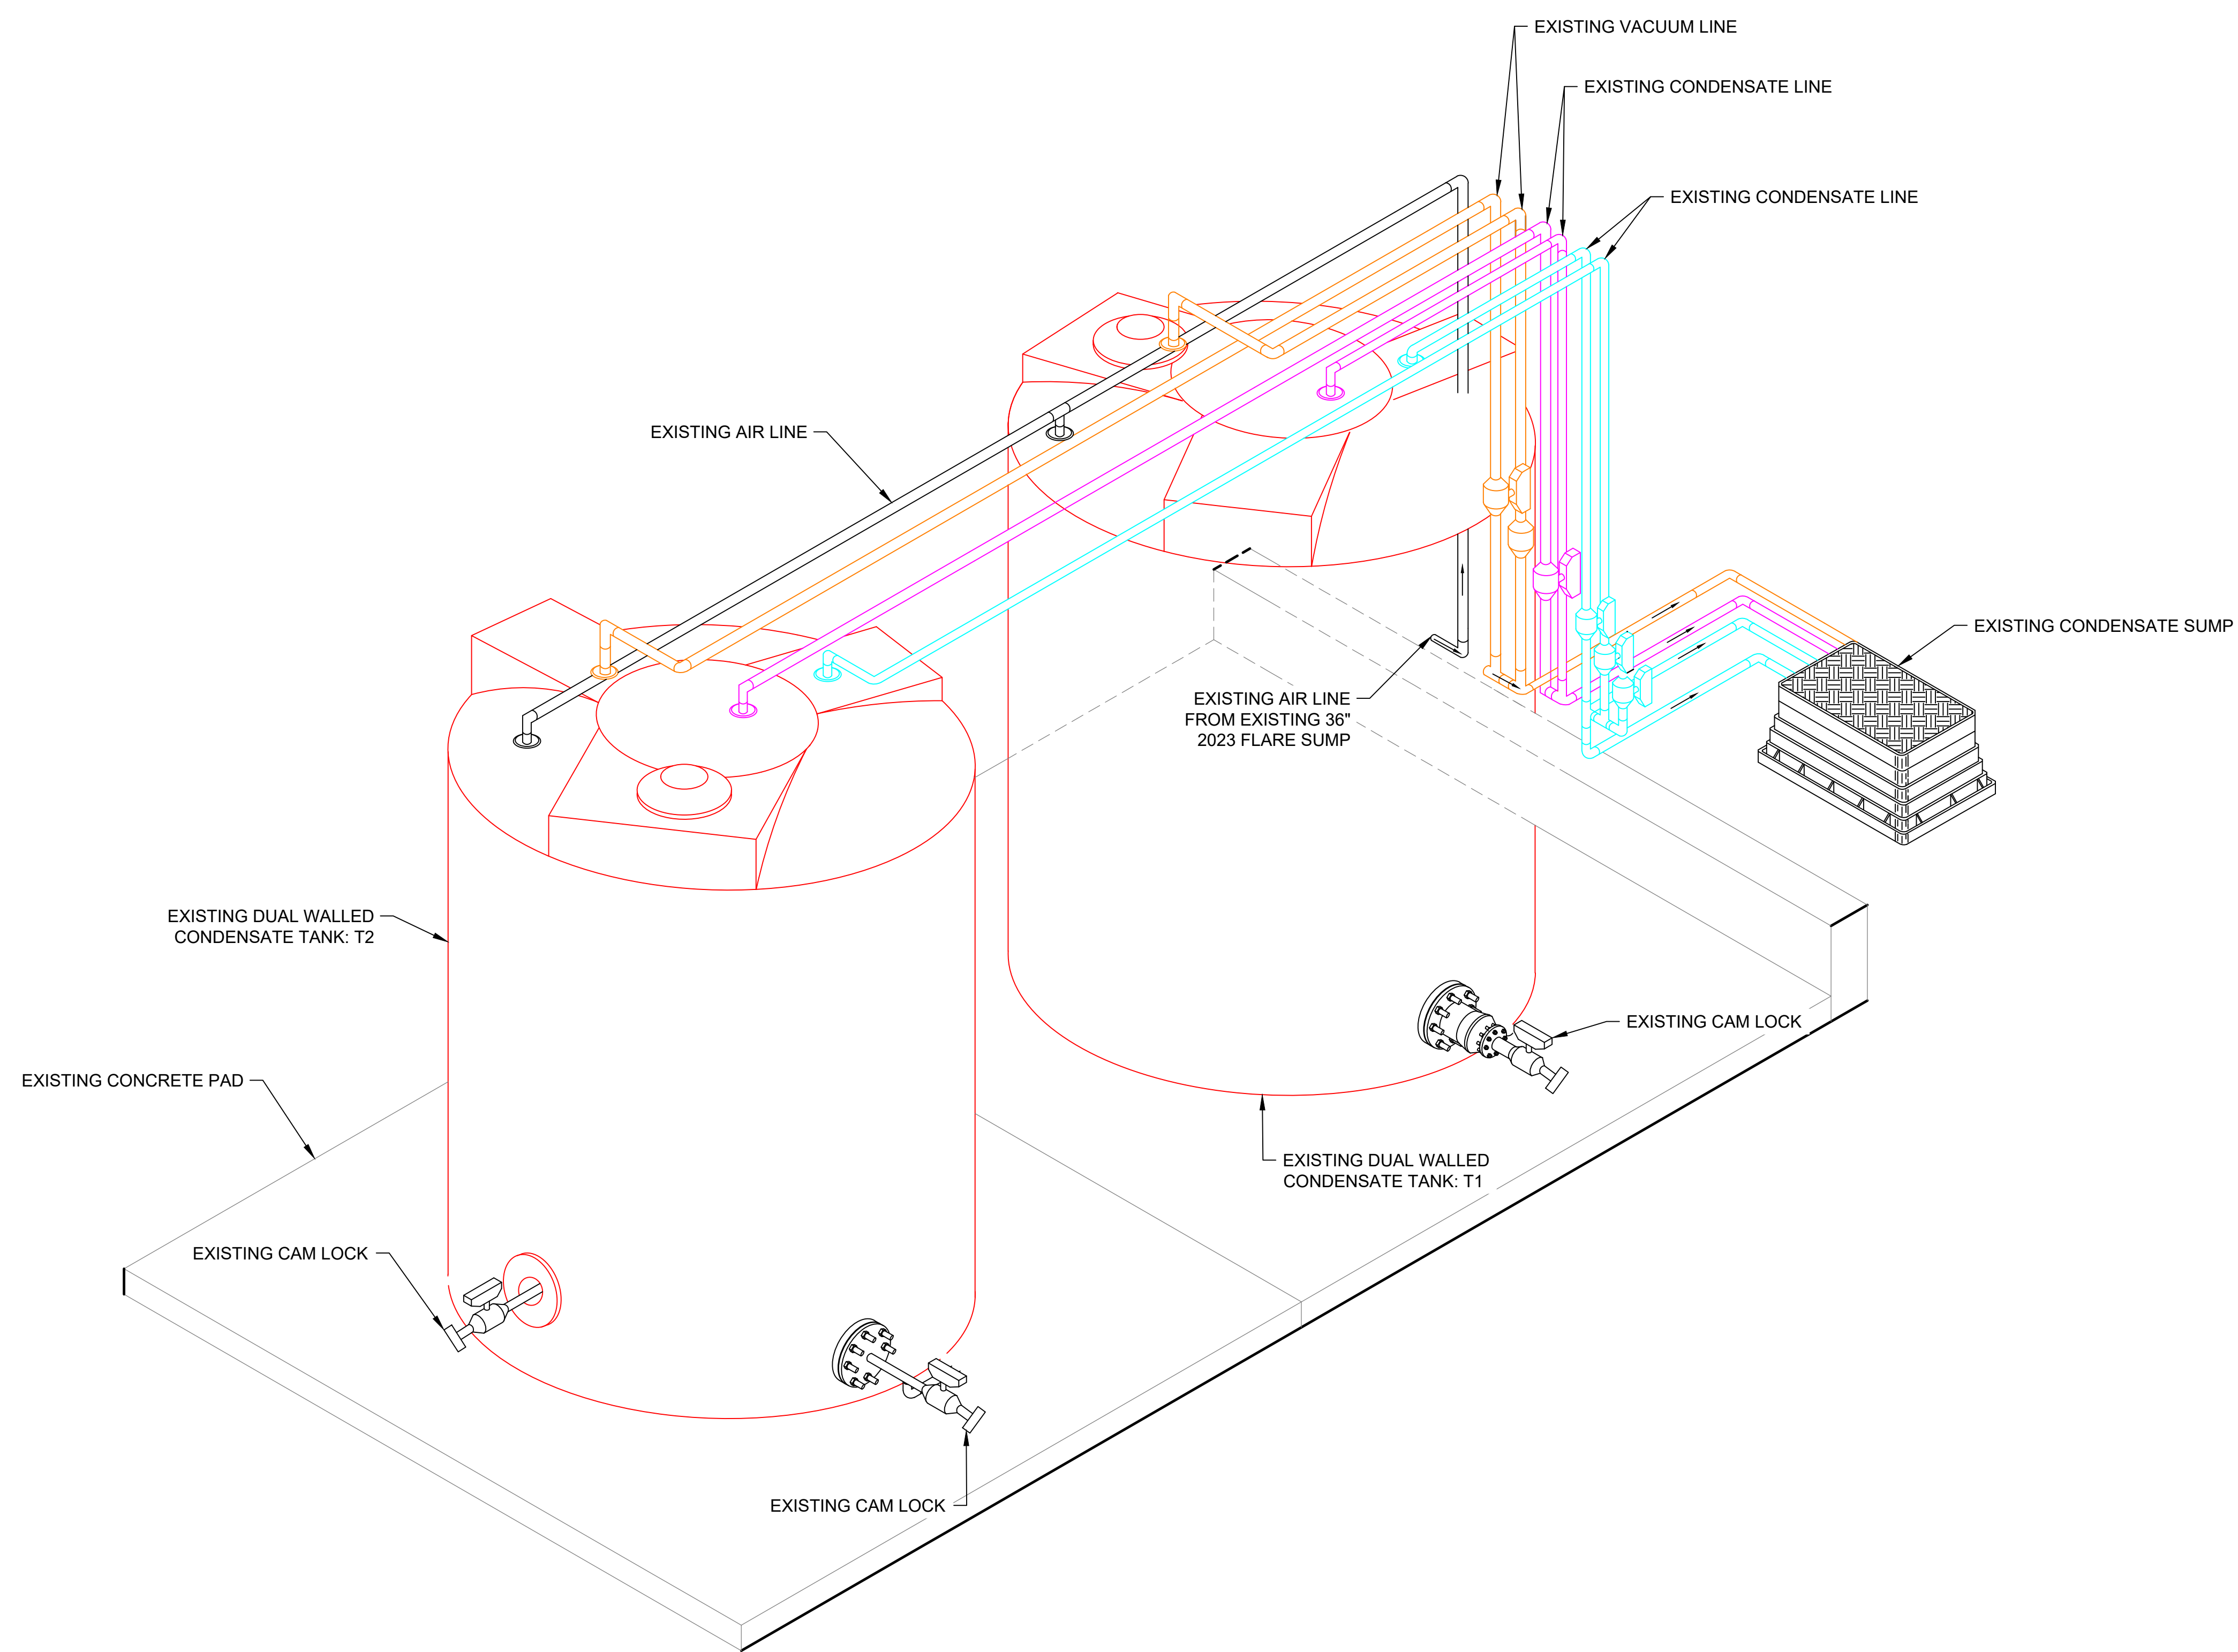 EXISTING VACUUM LINE
EXISTING CONDENSATE LINE
EXISTING CONDENSATE LINE
EXISTING AIR LINE
EXISTING CONDENSATE SUMP
EXISTING AIR LINE
FROM EXISTING 36"
2023 FLARE SUMP
EXISTING DUAL WALLED
CONDENSATE TANK: T2
EXISTING CAM LOCK
EXISTING CONCRETE PAD
EXISTING DUAL WALLED
CONDENSATE TANK: T1
EXISTING CAM LOCK
EXISTING CAM LOCK